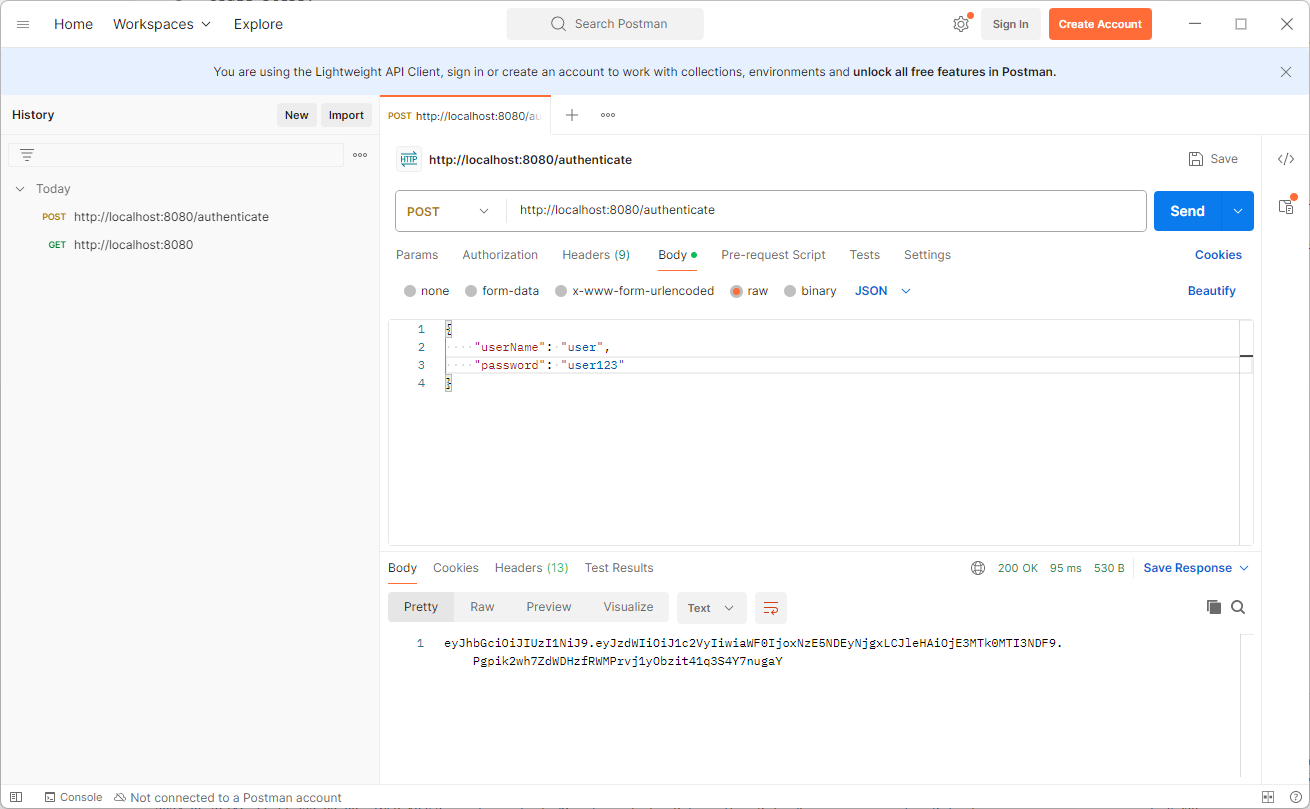 Home Workspaces Explore Search Postman Sign In Create Account
You are using the Lightweight API Client, sign in or create an account to work with collections, environments and unlock all free features in Postman.
History New Import
POST http://localhost:8080/au
HTTP http://localhost:8080/authenticate Save
Today
POST http://localhost:8080/authenticate
GET http://localhost:8080
POST http://localhost:8080/authenticate Send
Params Authorization Headers (9) Body Pre-request Script Tests Settings Cookies
none form-data x-www-form-urlencoded raw binary JSON Beautify
1 {
2 "userName": "user",
3 "password": "user123"
4 }
Body Cookies Headers (13) Test Results 200 OK 95 ms 530 B Save Response
Pretty Raw Preview Visualize Text
1 eyJhbGciOiJIUzI1NiJ9.eyJzdWIiOiJ1c2VyIiwiaWF0IjoxNzE5NDEyNjgxLCJleHAiOjE3MTk0MTI3NDF9.
Pgpik2wh7ZdWDHzfRWMPrvj1yObzit41q3S4Y7nugaY
Console Not connected to a Postman account